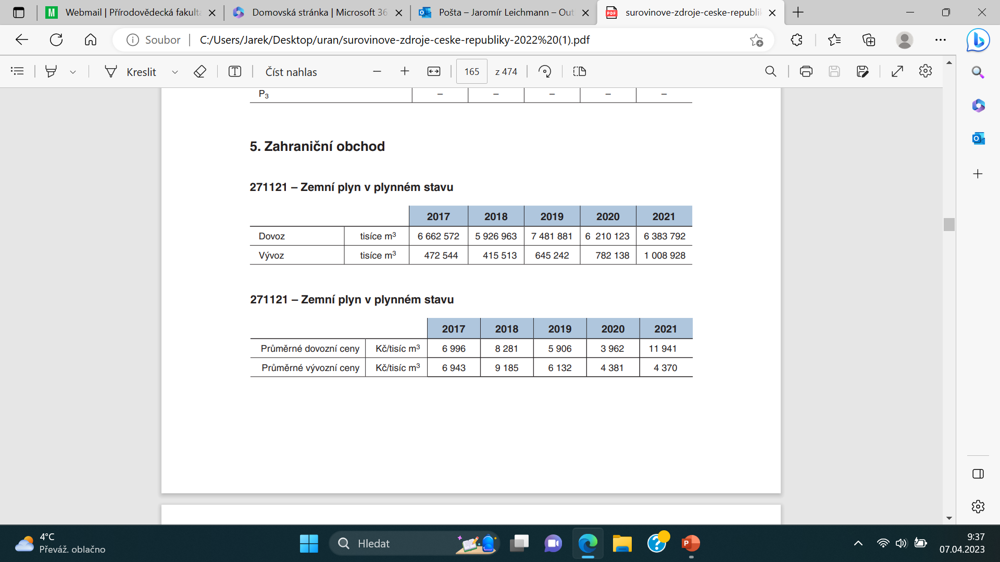 Webmail | Přírodovědecká fakulta
Domovská stránka | Microsoft 36
Pošta – Jaromír Leichmann – Out
surovinove-zdroje-ceske-republi
Soubor
C:/Users/Jarek/Desktop/uran/surovinove-zdroje-ceske-republiky-2022%20(1).pdf
Kreslit
Číst nahlas
165
z 474
P3 – – – – –
5. Zahraniční obchod
271121 – Zemní plyn v plynném stavu
2017 2018 2019 2020 2021
Dovoz tisíce m³ 6 662 572 5 926 963 7 481 881 6 210 123 6 383 792
Vývoz tisíce m³ 472 544 415 513 645 242 782 138 1 008 928
271121 – Zemní plyn v plynném stavu
2017 2018 2019 2020 2021
Průměrné dovozní ceny Kč/tisíc m³ 6 996 8 281 5 906 3 962 11 941
Průměrné vývozní ceny Kč/tisíc m³ 6 943 9 185 6 132 4 381 4 370
4°C
Převáž. oblačno
Hledat
9:37
07.04.2023